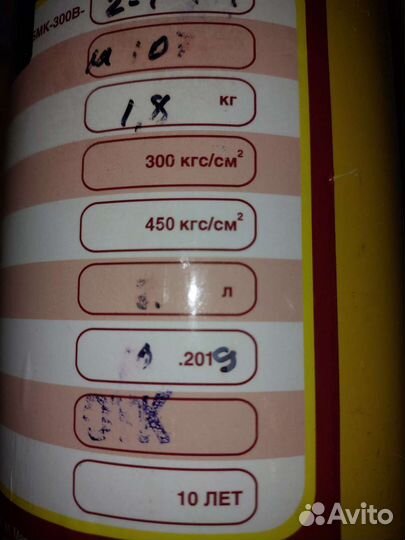 БМК-300В-
1,8 кг
300 кгс/см²
450 кгс/см²
л
.2019
10 ЛЕТ
Avito